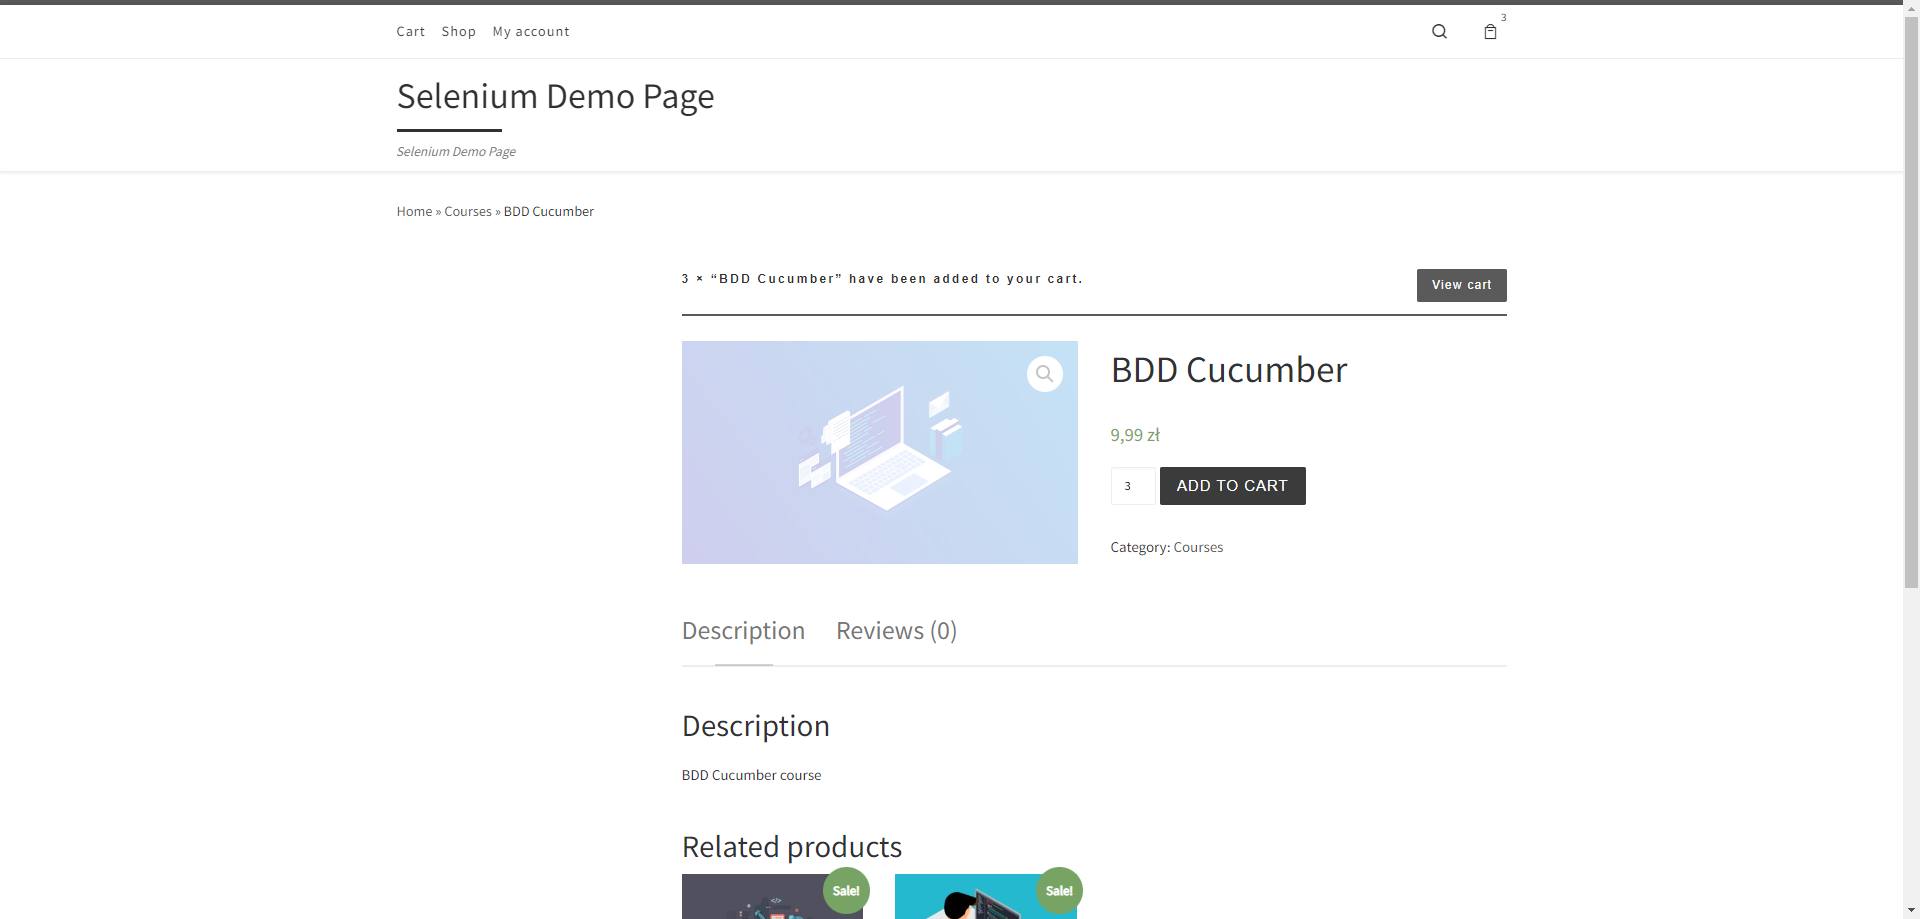 Cart Shop My account
3
Selenium Demo Page
Selenium Demo Page
Home » Courses » BDD Cucumber
3 × “BDD Cucumber” have been added to your cart.
View cart
BDD Cucumber
9,99 zł
3
ADD TO CART
Category: Courses
Description Reviews (0)
Description
BDD Cucumber course
Related products
Sale!
Sale!